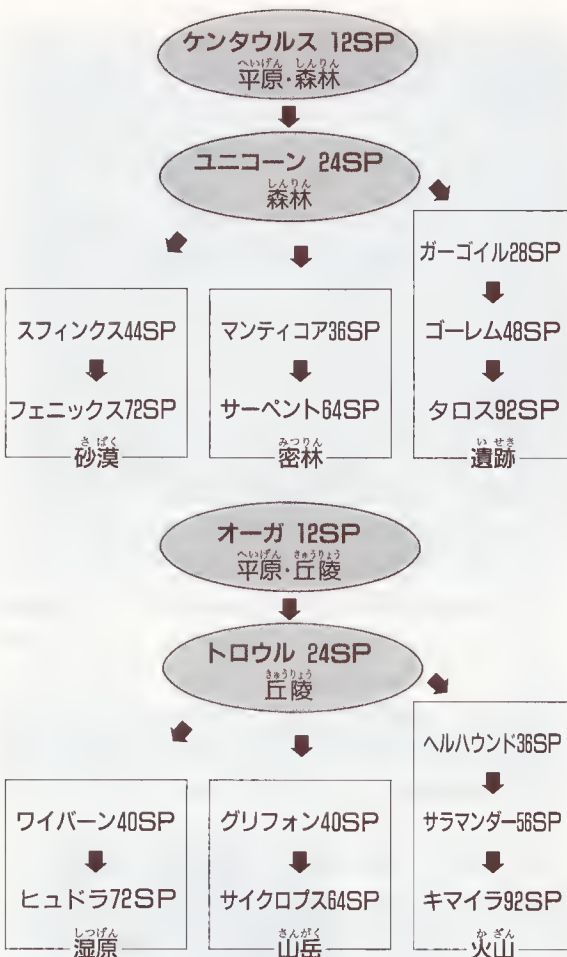 ケンタウルス 12SP
へいげん しんりん
平原・森林
ユニコーン 24SP
しんりん
森林
スフィンクス44SP
フェニックス72SP
さばく
砂漠
マンティコア36SP
サーペント64SP
みつりん
密林
ガーゴイル28SP
ゴーレム48SP
タロス92SP
いせき
遺跡
オーガ 12SP
へいげん きゅうりょう
平原・丘陵
トロウル 24SP
きゅうりょう
丘陵
ワイバーン40SP
ヒュドラ72SP
しつげん
湿原
グリフォン40SP
サイクロプス64SP
さんがく
山岳
ヘルハウンド36SP
サラマンダー56SP
キマイラ92SP
かざん
火山